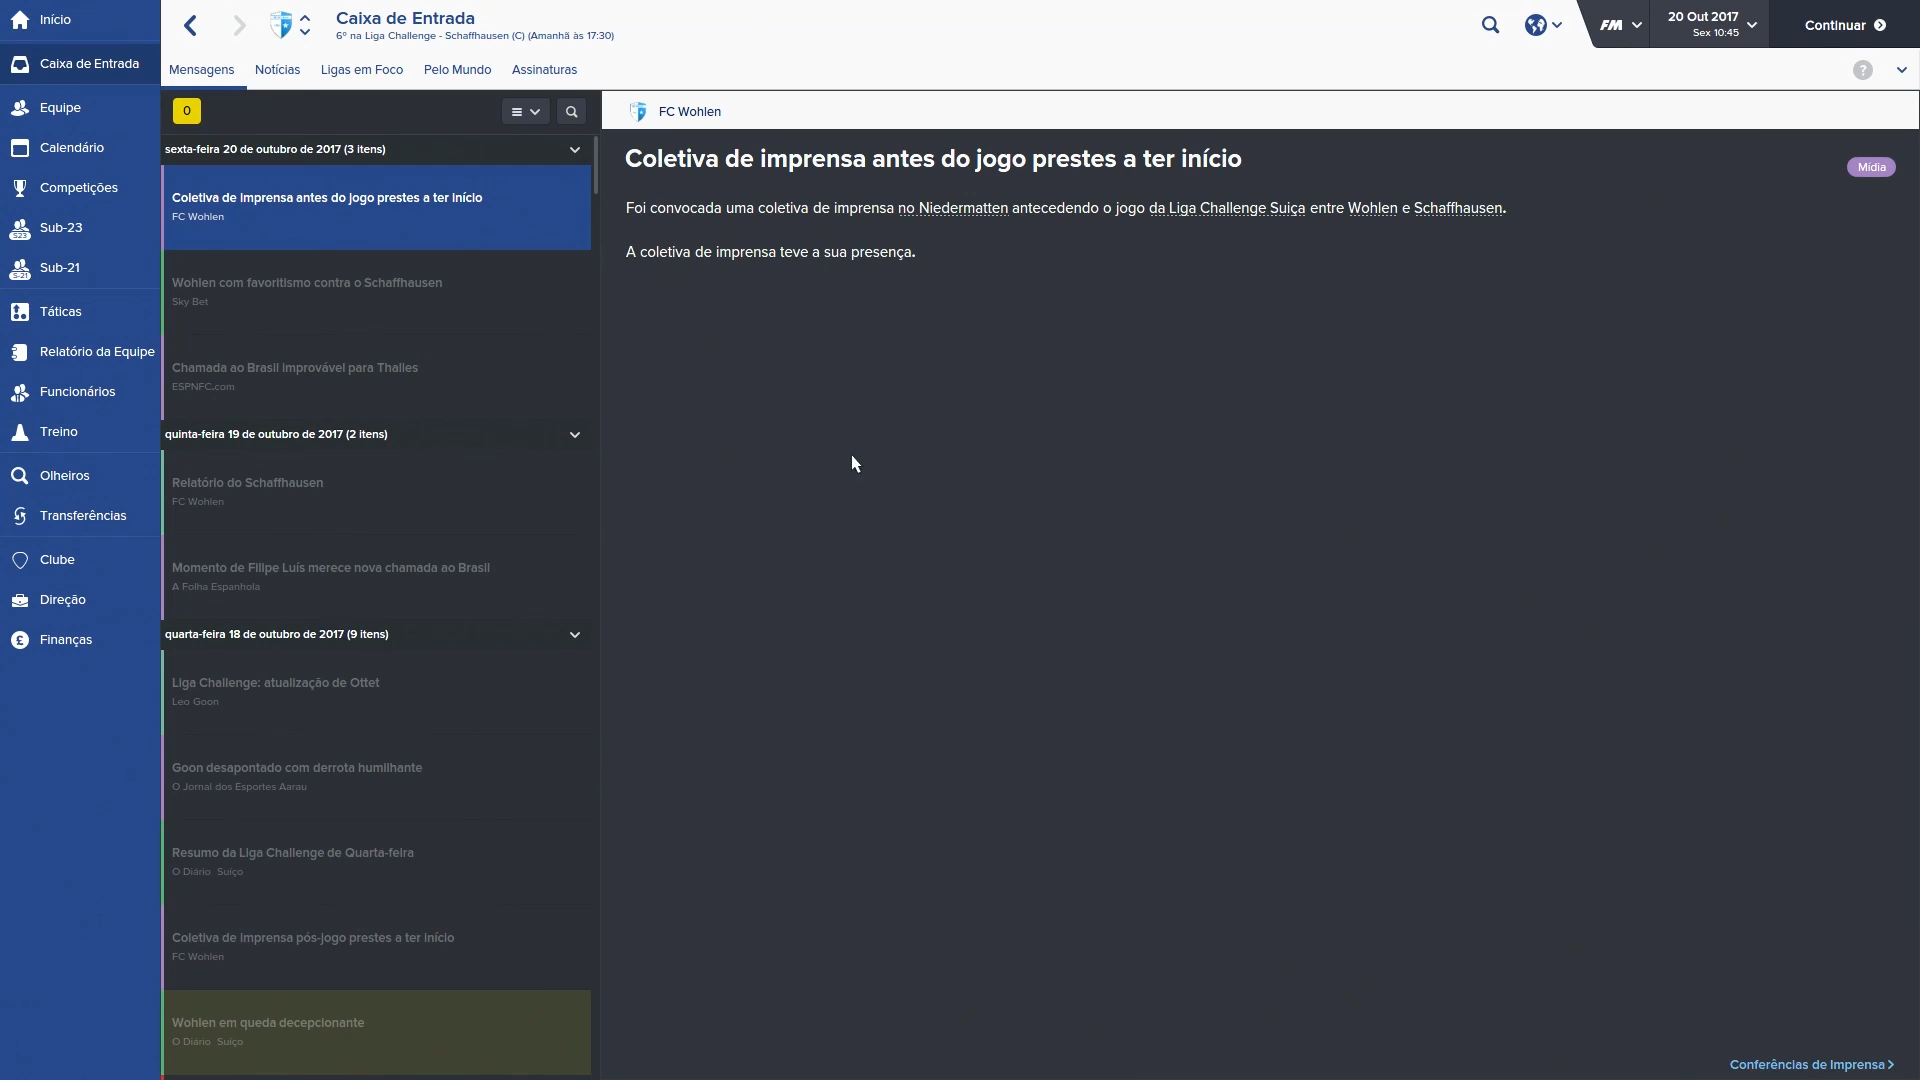 Início
Caixa de Entrada
Equipe
Calendário
Competições
S23
Sub-23
S-21
Sub-21
Táticas
Relatório da Equipe
Funcionários
Treino
Olheiros
Transferências
Clube
Direção
Finanças
Caixa de Entrada
6º na Liga Challenge - Schaffhausen (C) (Amanhã às 17:30)
FM
20 Out 2017
Sex 10:45
Continuar
Mensagens
Notícias
Ligas em Foco
Pelo Mundo
Assinaturas
?
0
sexta-feira 20 de outubro de 2017 (3 itens)
Coletiva de imprensa antes do jogo prestes a ter início
FC Wohlen
Wohlen com favoritismo contra o Schaffhausen
Sky Bet
Chamada ao Brasil improvável para Thalles
ESPNFC.com
quinta-feira 19 de outubro de 2017 (2 itens)
Relatório do Schaffhausen
FC Wohlen
Momento de Filipe Luís merece nova chamada ao Brasil
A Folha Espanhola
quarta-feira 18 de outubro de 2017 (9 itens)
Liga Challenge: atualização de Ottet
Leo Goon
Goon desapontado com derrota humilhante
O Jornal dos Esportes Aarau
Resumo da Liga Challenge de Quarta-feira
O Diário Suíço
Coletiva de imprensa pós-jogo prestes a ter início
FC Wohlen
Wohlen em queda decepcionante
O Diário Suíço
FC Wohlen
Coletiva de imprensa antes do jogo prestes a ter início
Mídia
Foi convocada uma coletiva de imprensa no Niedermatten antecedendo o jogo da Liga Challenge Suiça entre Wohlen e Schaffhausen.
A coletiva de imprensa teve a sua presença.
Conferências de Imprensa >